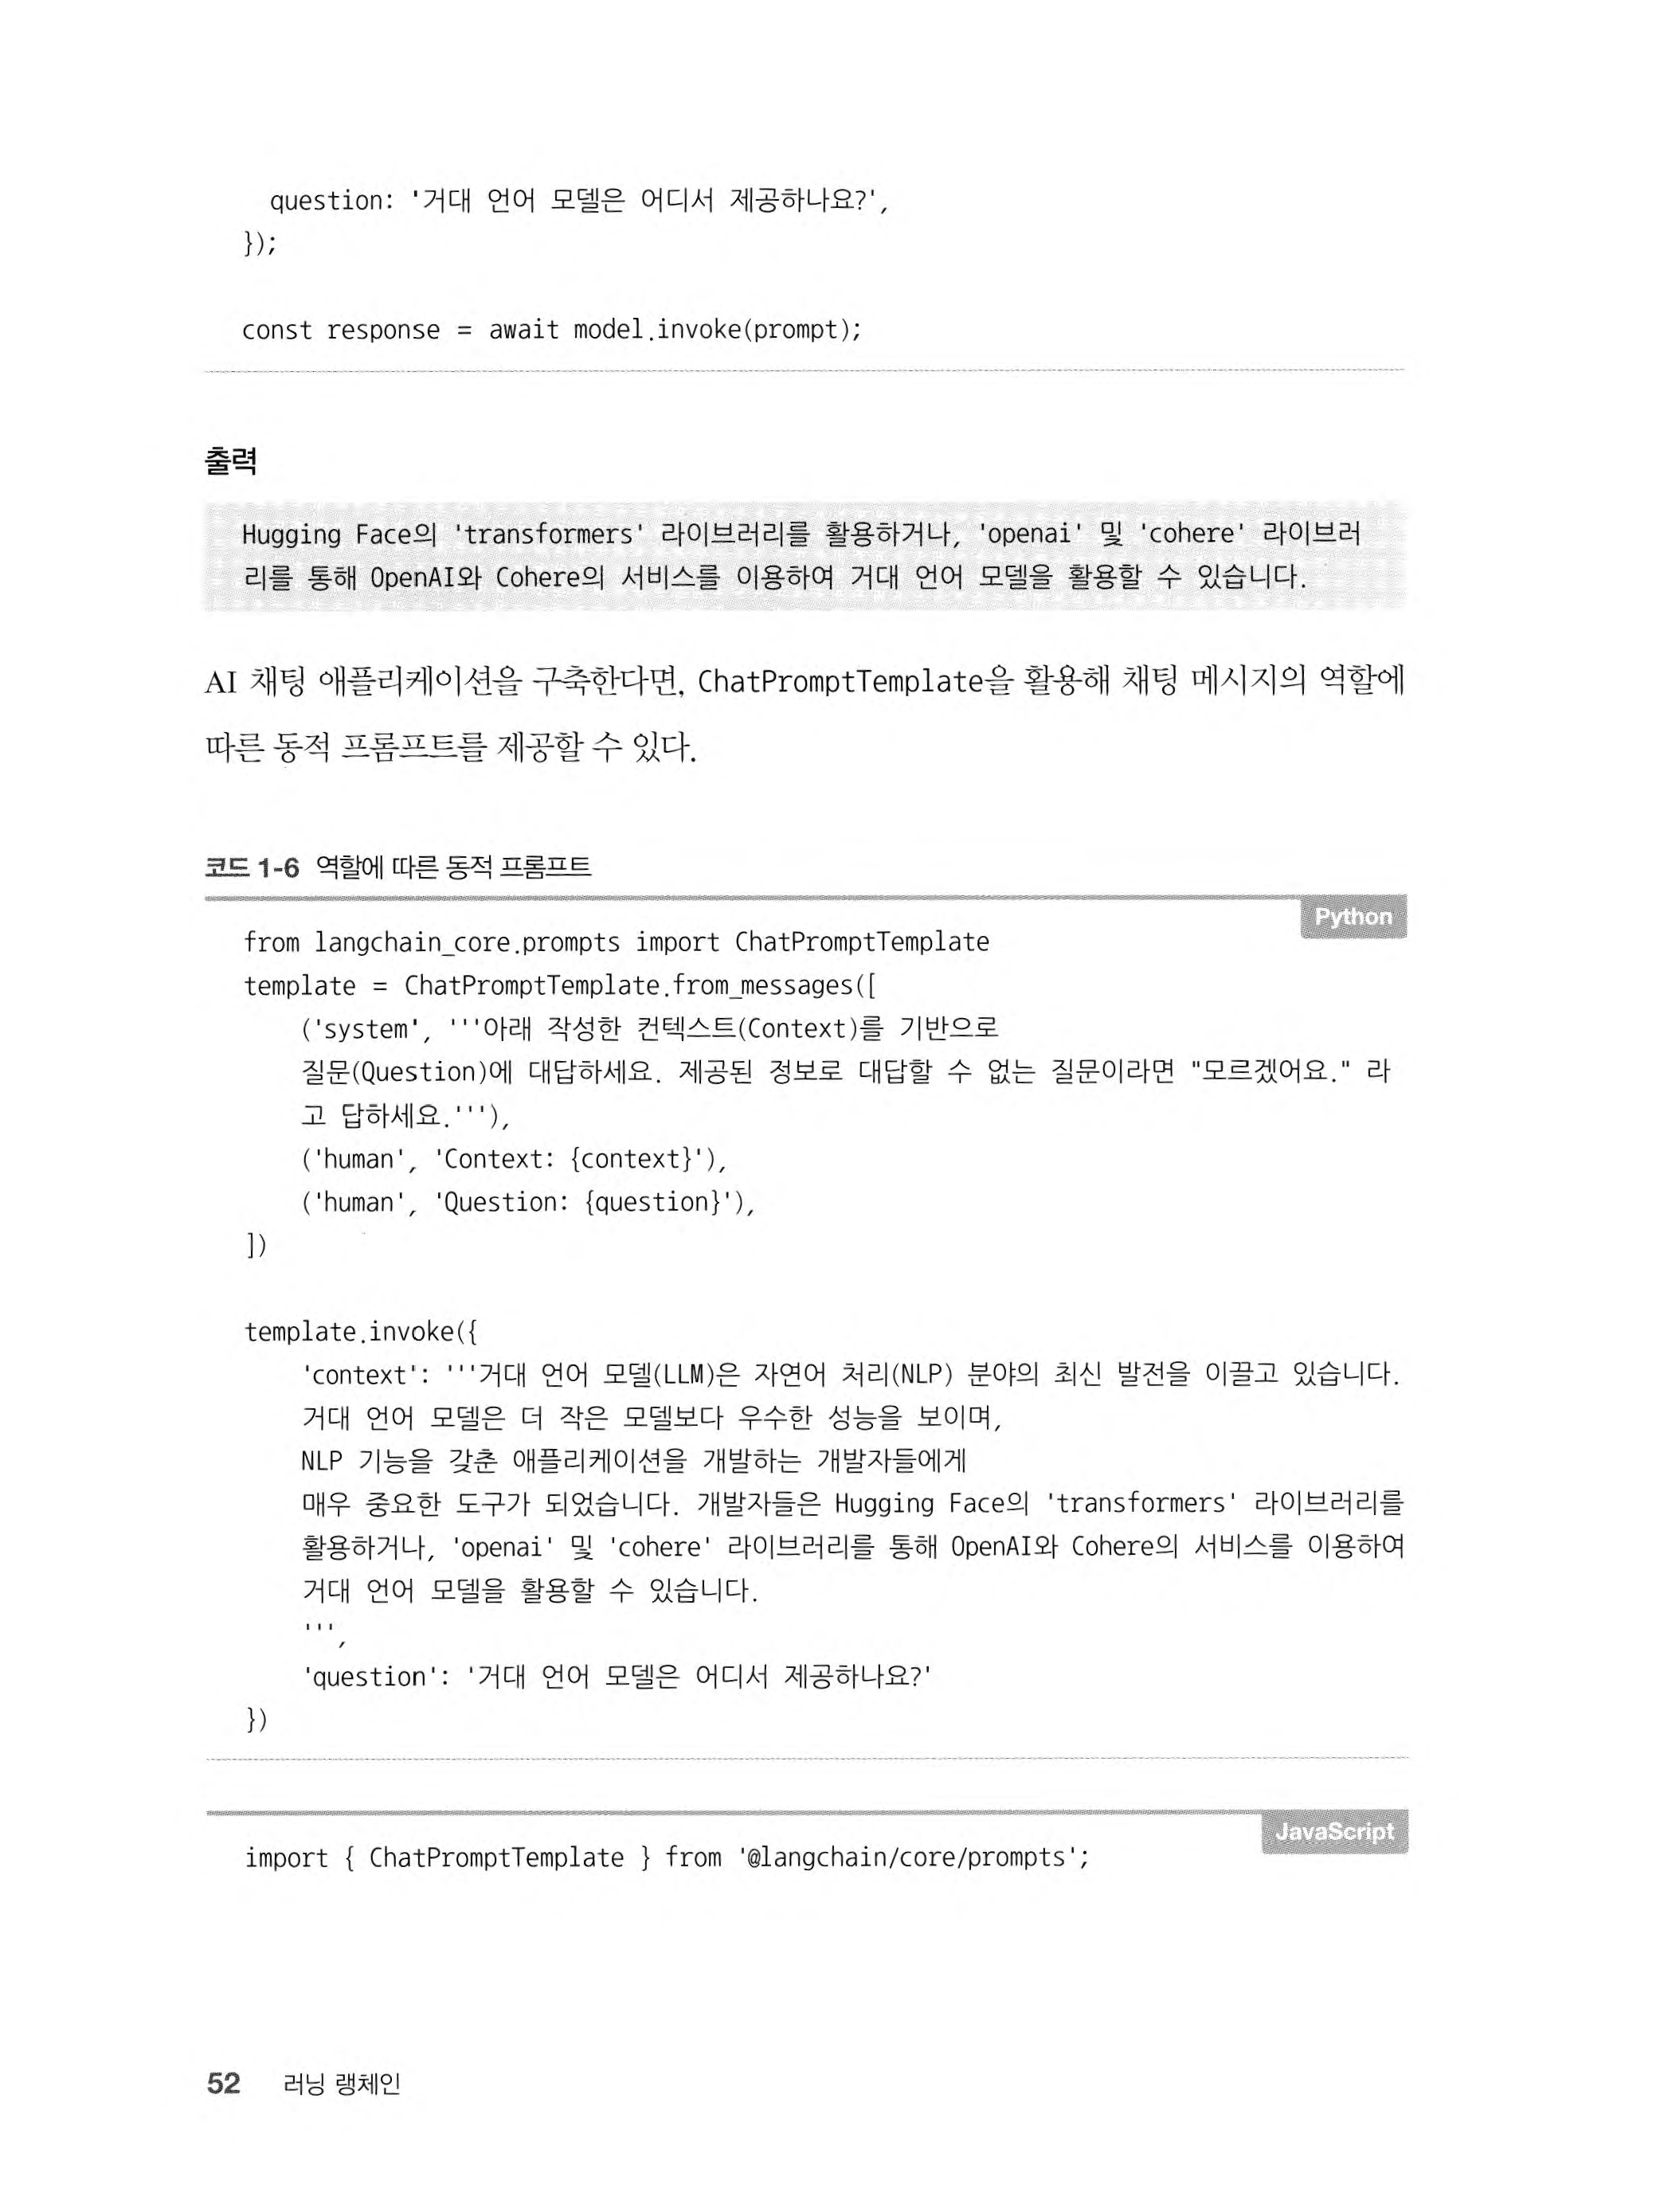 question: '거대 언어 모델은 어디서 제공하나요?',
});
const response = await model.invoke(prompt);
출력
Hugging Face의 'transformers' 라이브러리를 활용하거나, 'openai' 및 'cohere' 라이브러
리를 통해 OpenAI와 Cohere의 서비스를 이용하여 거대 언어 모델을 활용할 수 있습니다.
AI 채팅 애플리케이션을 구축한다면, ChatPromptTemplate을 활용해 채팅 메시지의 역할에
따른 동적 프롬프트를 제공할 수 있다.
코드 1-6 역할에 따른 동적 프롬프트
Python
from langchain_core.prompts import ChatPromptTemplate
template = ChatPromptTemplate.from_messages([
('system', '''아래 작성한 컨텍스트(Context)를 기반으로
질문(Question)에 대답하세요. 제공된 정보로 대답할 수 없는 질문이라면 "모르겠어요." 라
고 답하세요.'''),
('human', 'Context: {context}'),
('human', 'Question: {question}'),
])
template.invoke({
'context': '''거대 언어 모델(LLM)은 자연어 처리(NLP) 분야의 최신 발전을 이끌고 있습니다.
거대 언어 모델은 더 작은 모델보다 우수한 성능을 보이며,
NLP 기능을 갖춘 애플리케이션을 개발하는 개발자들에게
매우 중요한 도구가 되었습니다. 개발자들은 Hugging Face의 'transformers' 라이브러리를
활용하거나, 'openai' 및 'cohere' 라이브러리를 통해 OpenAI와 Cohere의 서비스를 이용하여
거대 언어 모델을 활용할 수 있습니다.
''',
'question': '거대 언어 모델은 어디서 제공하나요?'
})
JavaScript
import { ChatPromptTemplate } from '@langchain/core/prompts';
52 러닝 랭체인